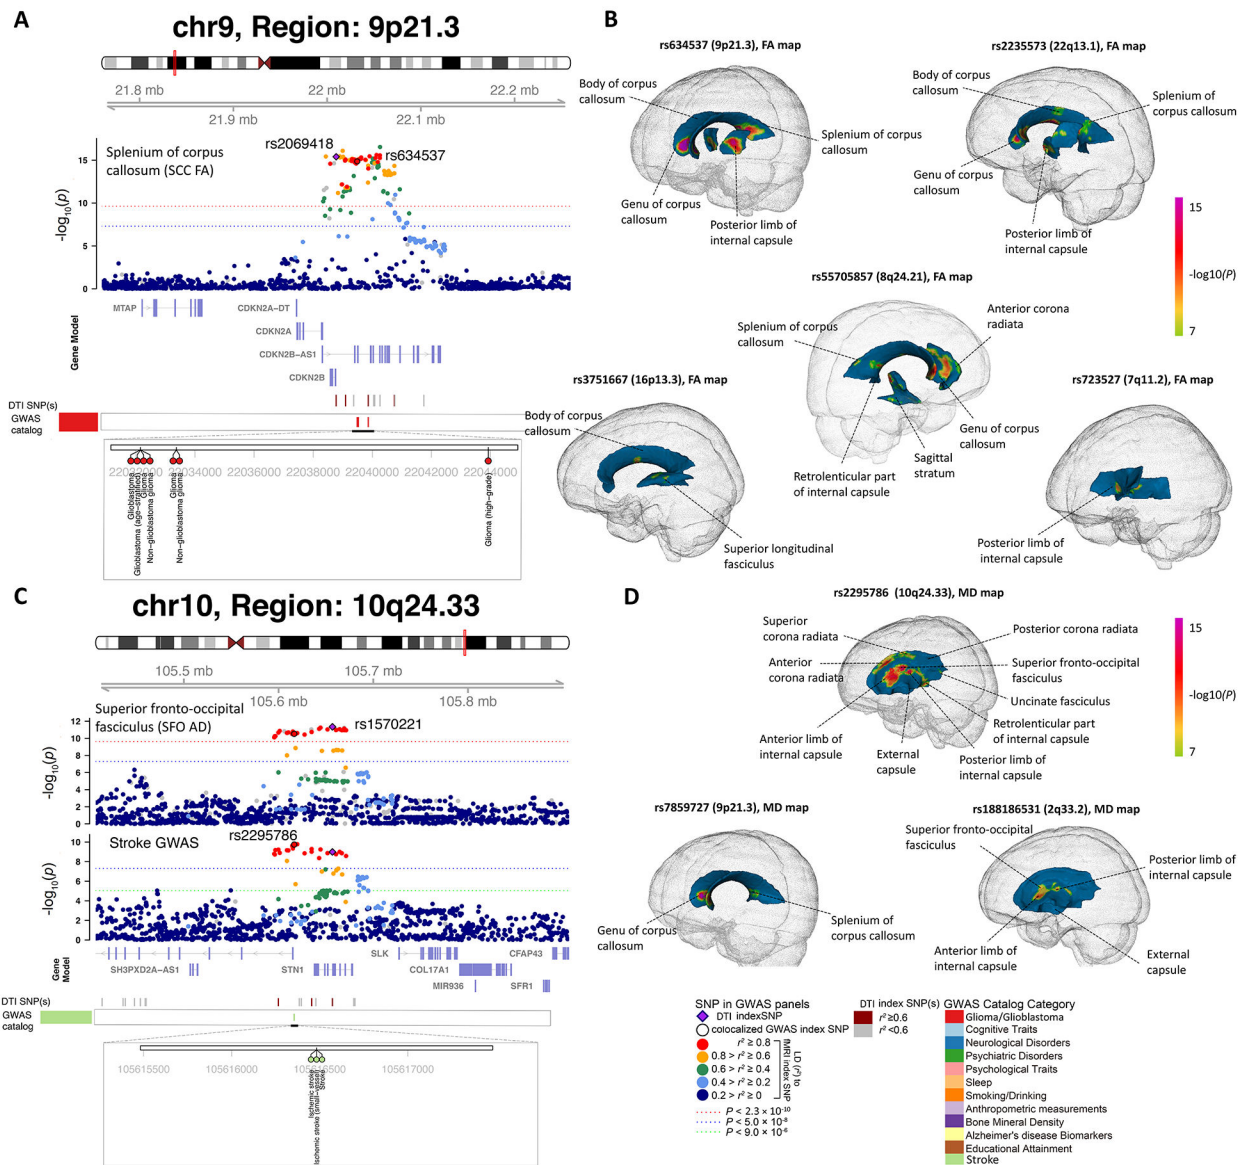 A
chr9, Region: 9p21.3
21.8 mb
22 mb
22.2 mb
21.9 mb
22.1 mb
rs2069418
rs634537
Splenium of corpus
callosum (SCC FA)
15
10
5
0
-log10(p)
MTAP
CDKN2A-DT
CDKN2A
CDKN2B-AS1
CDKN2B
Gene Model
DTI SNP(s)
GWAS
catalog
22034000
22036000
22038000
22040000
22042000
22044000
Glioblastoma
Glioblastoma (age-stratified)
Glioma
Non-glioblastoma glioma
Glioma
Non-glioblastoma glioma
Glioma (high-grade)
B
rs634537 (9p21.3), FA map
Body of corpus
callosum
Splenium of corpus
callosum
Genu of corpus
callosum
Posterior limb of
internal capsule
rs2235573 (22q13.1), FA map
Body of corpus
callosum
Splenium of
corpus callosum
Genu of corpus
callosum
Posterior limb of
internal capsule
15
-log10(P)
7
rs55705857 (8q24.21), FA map
Splenium of corpus
callosum
Anterior corona
radiata
Genu of corpus
callosum
Sagittal
stratum
Retrolenticular part
of internal capsule
rs3751667 (16p13.3), FA map
Body of corpus
callosum
Superior longitudinal
fasciculus
rs723527 (7q11.2), FA map
Posterior limb of
internal capsule
C
chr10, Region: 10q24.33
105.5 mb
105.7 mb
105.6 mb
105.8 mb
Superior fronto-occipital
fasciculus (SFO AD)
rs1570221
12
10
8
6
4
2
0
-log10(p)
rs2295786
Stroke GWAS
10
8
6
4
2
0
-log10(p)
SH3PXD2A-AS1
STN1
SLK
COL17A1
CFAP43
MIR936
SFR1
Gene
Model
DTI SNP(s)
GWAS
catalog
105615500
105616000
105616500
105617000
Ischemic stroke
Ischemic stroke (small-vessel)
Stroke
D
rs2295786 (10q24.33), MD map
Superior
corona radiata
Posterior corona radiata
Anterior
corona radiata
Superior fronto-occipital
fasciculus
Uncinate fasciculus
Retrolenticular part
of internal capsule
Anterior limb of
internal capsule
External
capsule
Posterior limb of
internal capsule
15
-log10(P)
7
rs7859727 (9p21.3), MD map
Genu of corpus
callosum
Splenium of
corpus callosum
rs188186531 (2q33.2), MD map
Superior fronto-occipital
fasciculus
Posterior limb of
internal capsule
Anterior limb of
internal capsule
External
capsule
SNP in GWAS panels
DTI indexSNP
colocalized GWAS index SNP
r² ≥ 0.8
0.8 > r² ≥ 0.6
0.6 > r² ≥ 0.4
0.4 > r² ≥ 0.2
0.2 > r² ≥ 0
LD (r²) to
fMRI index SNP
P < 2.3 × 10⁻¹⁰
P < 5.0 × 10⁻⁸
P < 9.0 × 10⁻⁶
DTI index SNP(s)
r² ≥0.6
r² <0.6
GWAS Catalog Category
Glioma/Glioblastoma
Cognitive Traits
Neurological Disorders
Psychiatric Disorders
Psychological Traits
Sleep
Smoking/Drinking
Anthropometric measurements
Bone Mineral Density
Alzheimer's disease Biomarkers
Educational Attainment
Stroke